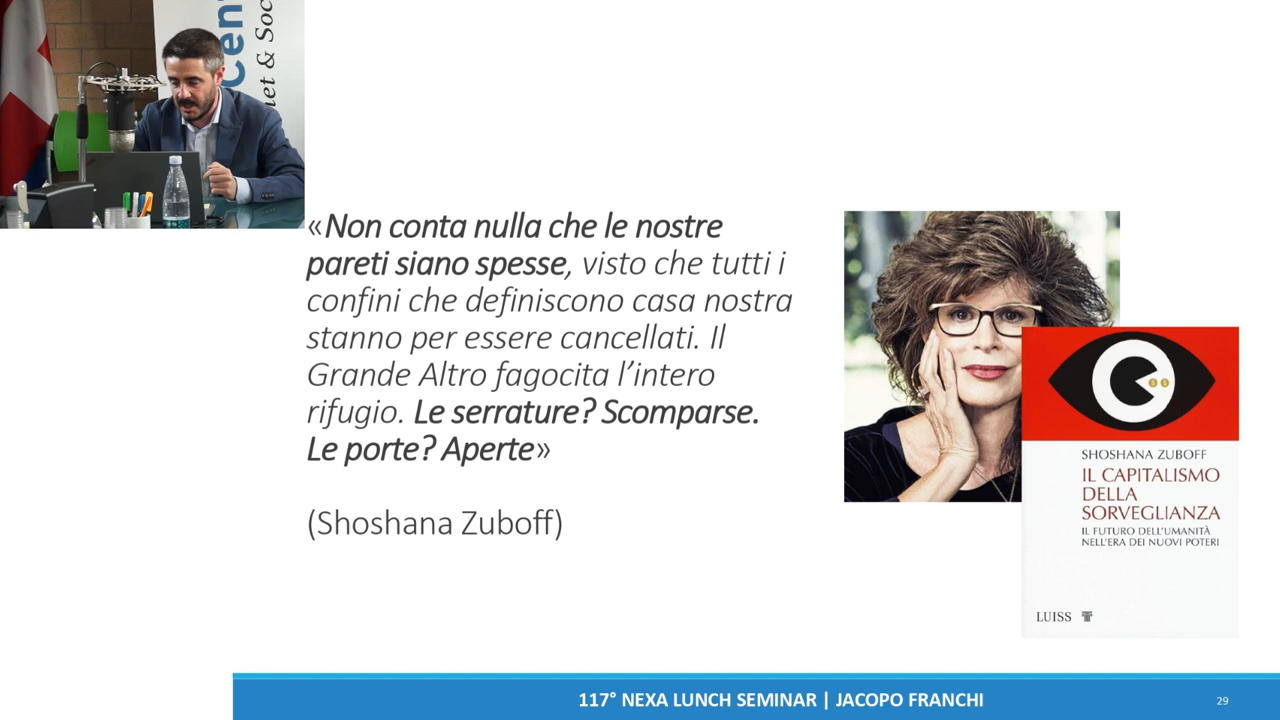 Cen
net & Soc
«Non conta nulla che le nostre
pareti siano spesse, visto che tutti i
confini che definiscono casa nostra
stanno per essere cancellati. Il
Grande Altro fagocita l’intero
rifugio. Le serrature? Scomparse.
Le porte? Aperte»
(Shoshana Zuboff)
SHOSHANA ZUBOFF
IL CAPITALISMO
DELLA
SORVEGLIANZA
IL FUTURO DELL'UMANITÀ
NELL'ERA DEI NUOVI POTERI
LUISS
117° NEXA LUNCH SEMINAR | JACOPO FRANCHI
29